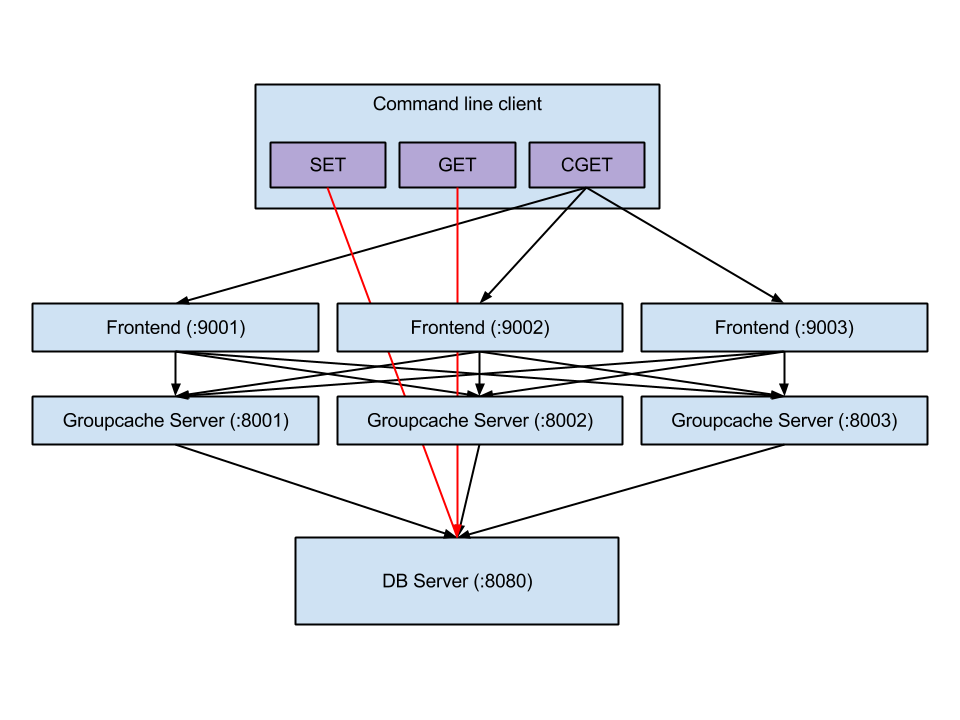 Command line client
SET
GET
CGET
Frontend (:9001)
Frontend (:9002)
Frontend (:9003)
Groupcache Server (:8001)
Groupcache Server (:8002)
Groupcache Server (:8003)
DB Server (:8080)